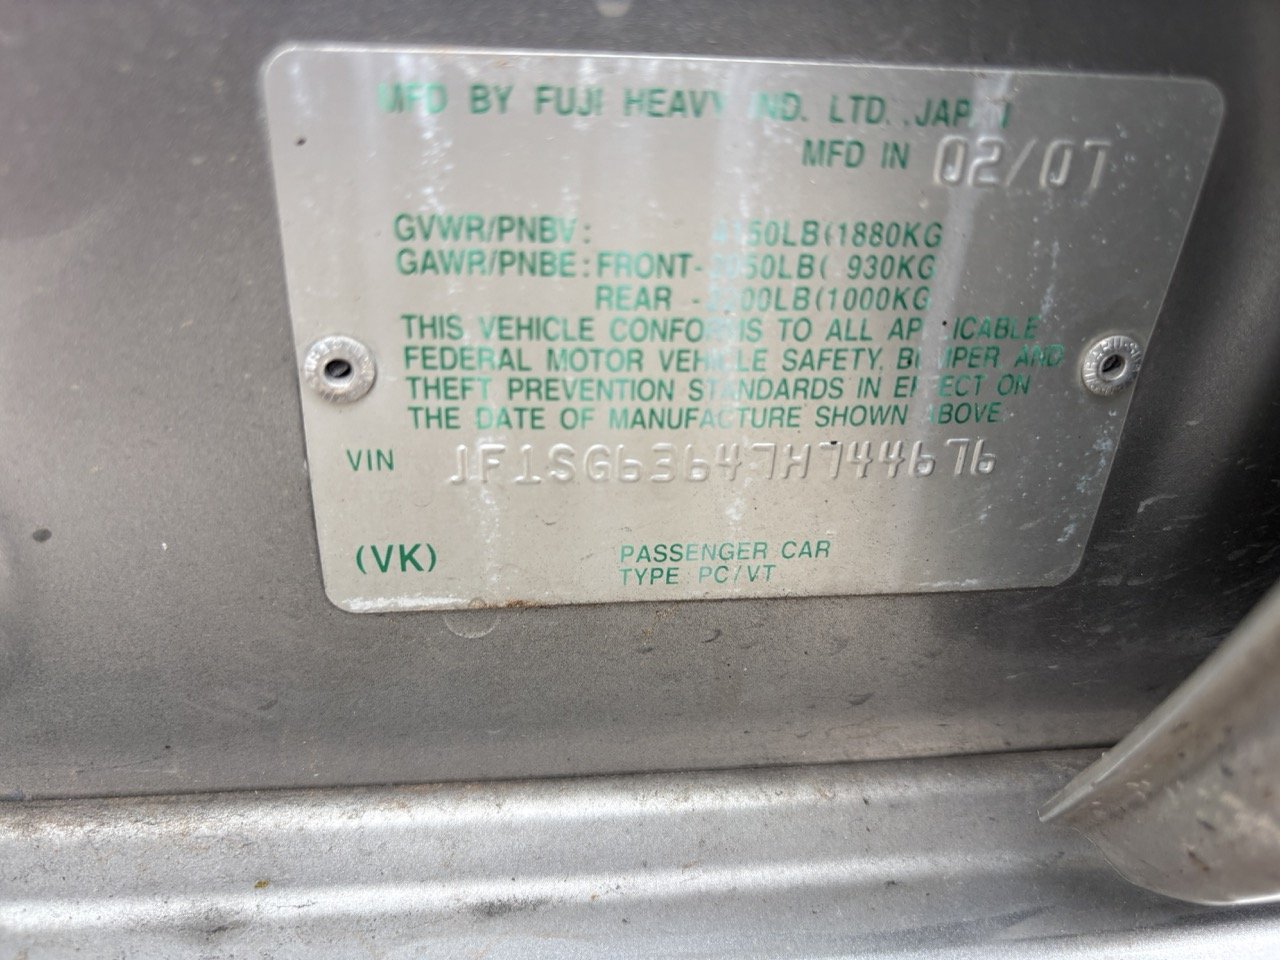 MFD BY FUJI HEAVY IND. LTD. JAPAN
MFD IN 02/07
GVWR/PNBV: 4150LB(1880KG
GAWR/PNBE: FRONT-2050LB( 930KG
REAR -2200LB(1000KG
THIS VEHICLE CONFORMS TO ALL APPLICABLE
FEDERAL MOTOR VEHICLE SAFETY, BUMPER AND
THEFT PREVENTION STANDARDS IN EFFECT ON
THE DATE OF MANUFACTURE SHOWN ABOVE
VIN JF1SG63647H744676
(VK) PASSENGER CAR
TYPE PC/VT